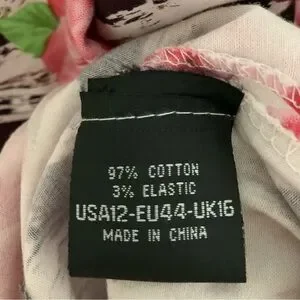 97% COTTON
3% ELASTIC
USA12-EU44-UK16
MADE IN CHINA